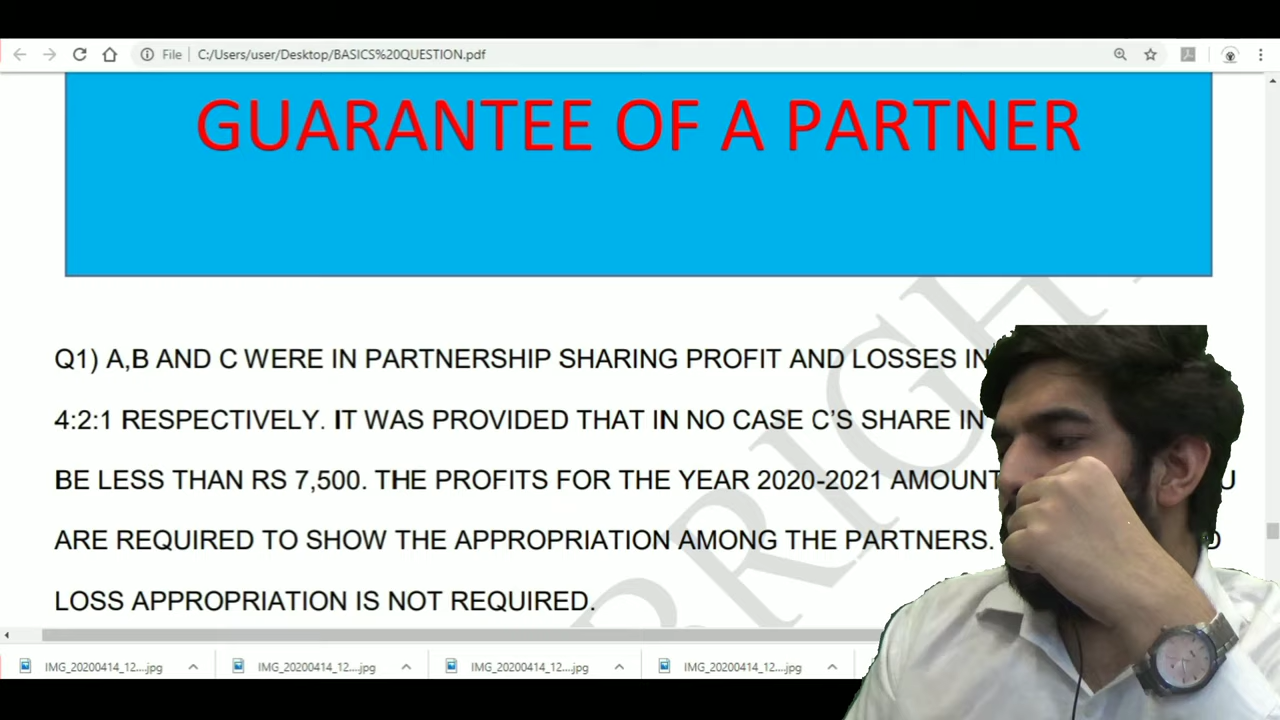 File | C:/Users/user/Desktop/BASICS%20QUESTION.pdf
GUARANTEE OF A PARTNER
Q1) A,B AND C WERE IN PARTNERSHIP SHARING PROFIT AND LOSSES IN
4:2:1 RESPECTIVELY. IT WAS PROVIDED THAT IN NO CASE C'S SHARE IN
BE LESS THAN RS 7,500. THE PROFITS FOR THE YEAR 2020-2021 AMOUNT
ARE REQUIRED TO SHOW THE APPROPRIATION AMONG THE PARTNERS.
LOSS APPROPRIATION IS NOT REQUIRED.
BRIGH
IMG_20200414_12....jpg IMG_20200414_12....jpg IMG_20200414_12....jpg IMG_20200414_12....jpg